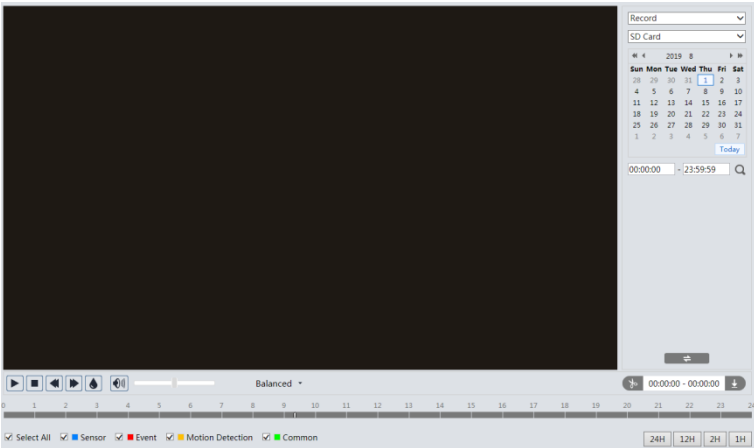 Record
SD Card
2019 8
Sun Mon Tue Wed Thu Fri Sat
28 29 30 31 1 2 3
4 5 6 7 8 9 10
11 12 13 14 15 16 17
18 19 20 21 22 23 24
25 26 27 28 29 30 31
1 2 3 4 5 6 7
Today
00:00:00 - 23:59:59
Balanced
00:00:00 - 00:00:00
0 1 2 3 4 5 6 7 8 9 10 11 12 13 14 15 16 17 18 19 20 21 22 23 24
Select All Sensor Event Motion Detection Common
24H 12H 2H 1H